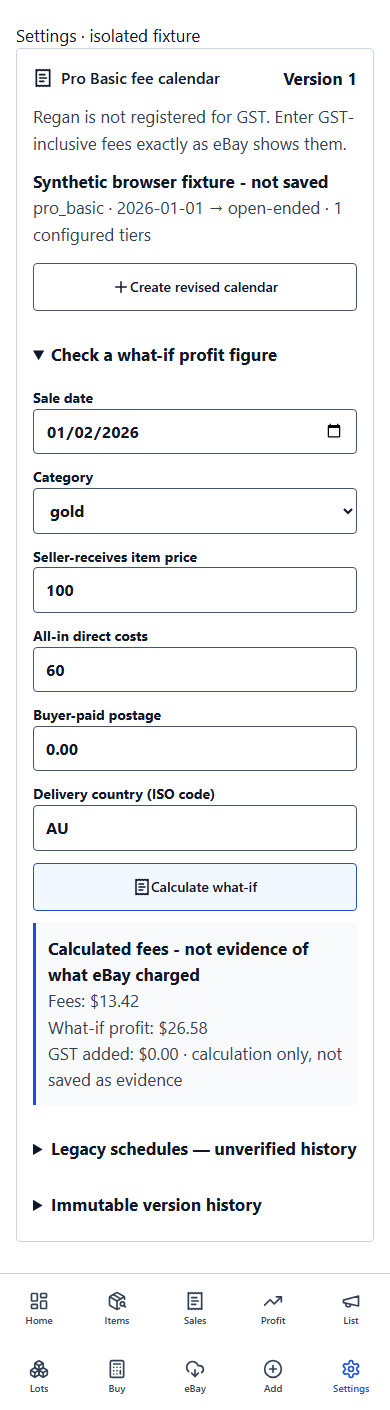 Settings · isolated fixture
Pro Basic fee calendar
Version 1
Regan is not registered for GST. Enter GST-
inclusive fees exactly as eBay shows them.
Synthetic browser fixture - not saved
pro_basic · 2026-01-01 → open-ended · 1
configured tiers
+ Create revised calendar
▼ Check a what-if profit figure
Sale date
01/02/2026
Category
gold
Seller-receives item price
100
All-in direct costs
60
Buyer-paid postage
0.00
Delivery country (ISO code)
AU
Calculate what-if
Calculated fees - not evidence of
what eBay charged
Fees: $13.42
What-if profit: $26.58
GST added: $0.00 · calculation only, not
saved as evidence
▶ Legacy schedules — unverified history
▶ Immutable version history
Home
Items
Sales
Profit
List
Lots
Buy
eBay
Add
Settings